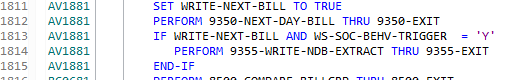 1811 AV1881 SET WRITE-NEXT-BILL TO TRUE
1812 AV1881 PERFORM 9350-NEXT-DAY-BILL THRU 9350-EXIT
1813 AV1881 IF WRITE-NEXT-BILL AND WS-SOC-BEHV-TRIGGER = 'Y'
1814 AV1881 PERFORM 9355-WRITE-NDB-EXTRACT THRU 9355-EXIT
1815 AV1881 END-IF